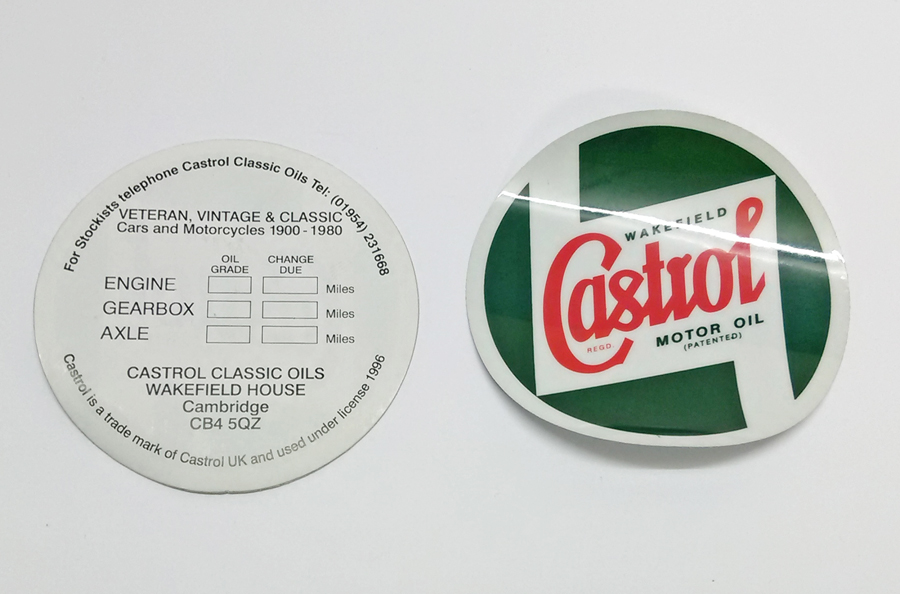 For Stockists telephone Castrol Classic Oils Tel: (01954) 231668
VETERAN, VINTAGE & CLASSIC
Cars and Motorcycles 1900-1980
OIL GRADE
CHANGE DUE
ENGINE Miles
GEARBOX Miles
AXLE Miles
CASTROL CLASSIC OILS
WAKEFIELD HOUSE
Cambridge
CB4 5QZ
Castrol is a trade mark of Castrol UK and used under license 1996
WAKEFIELD
Castrol
REGD.
MOTOR OIL
(PATENTED)